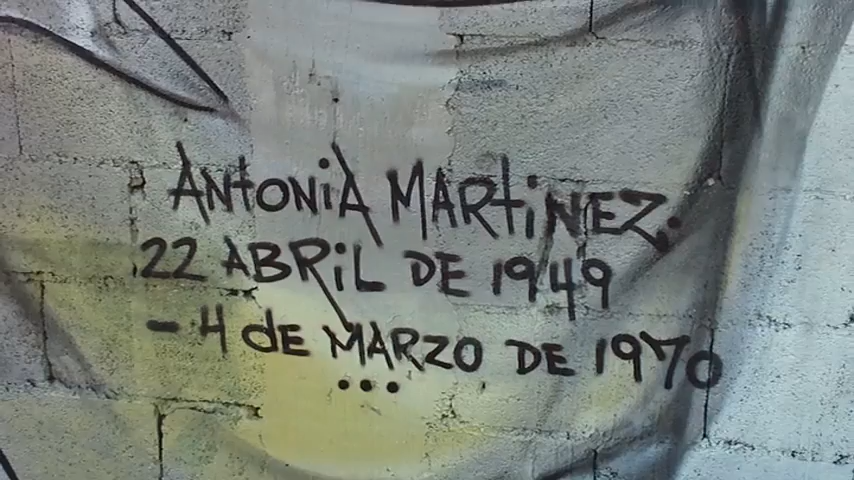 ANtONiA MARtiNEZ.
22 ABRiL DE 1949
- 4 dE MARZO DE 1970
...